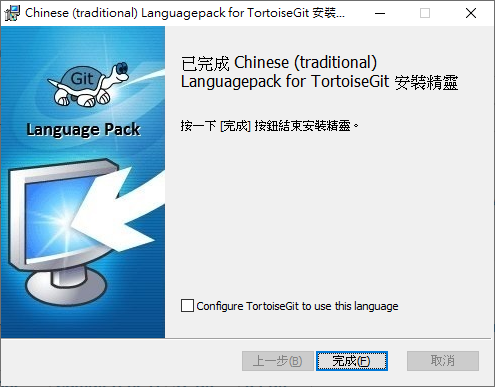 Chinese (traditional) Languagepack for TortoiseGit 安裝...
Git
Language Pack
已完成 Chinese (traditional)
Languagepack for TortoiseGit 安裝精靈
按一下 [完成] 按鈕結束安裝精靈。
Configure TortoiseGit to use this language
上一步(B)
完成(F)
取消